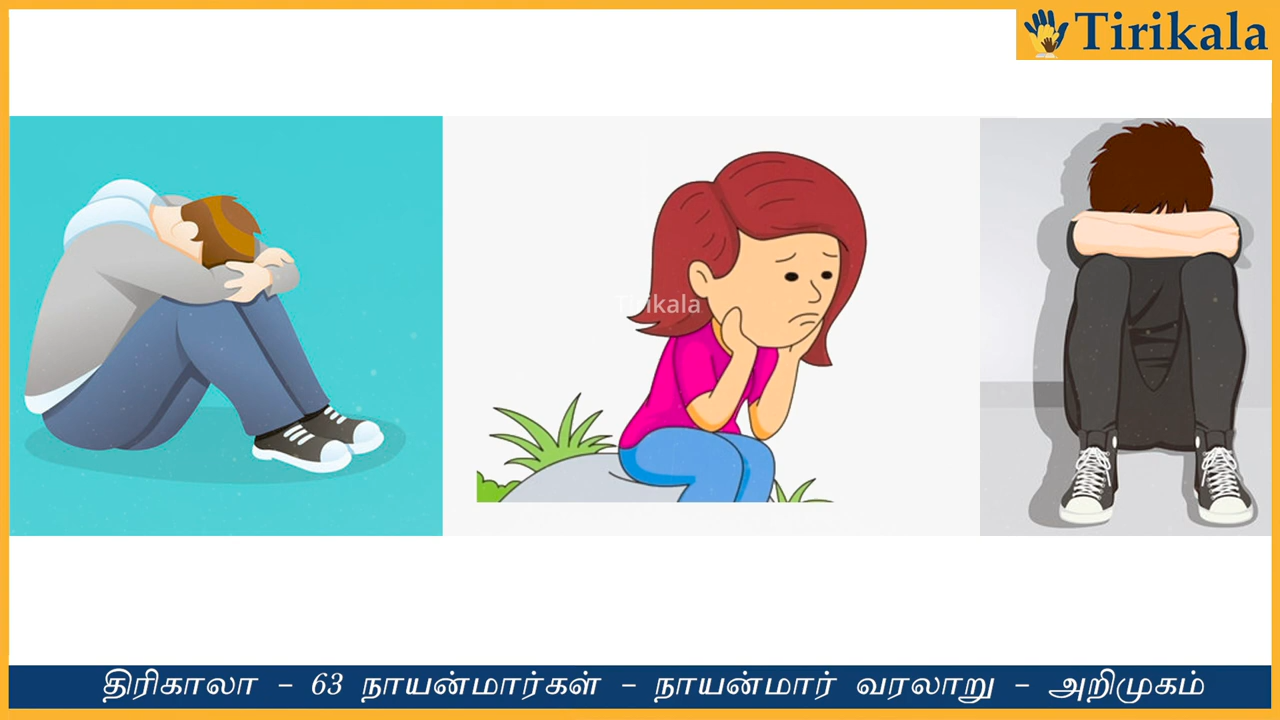 Tirikala
Tirikala
திரிகாலா - 63 நாயன்மார்கள் - நாயன்மார் வரலாறு - அறிமுகம்